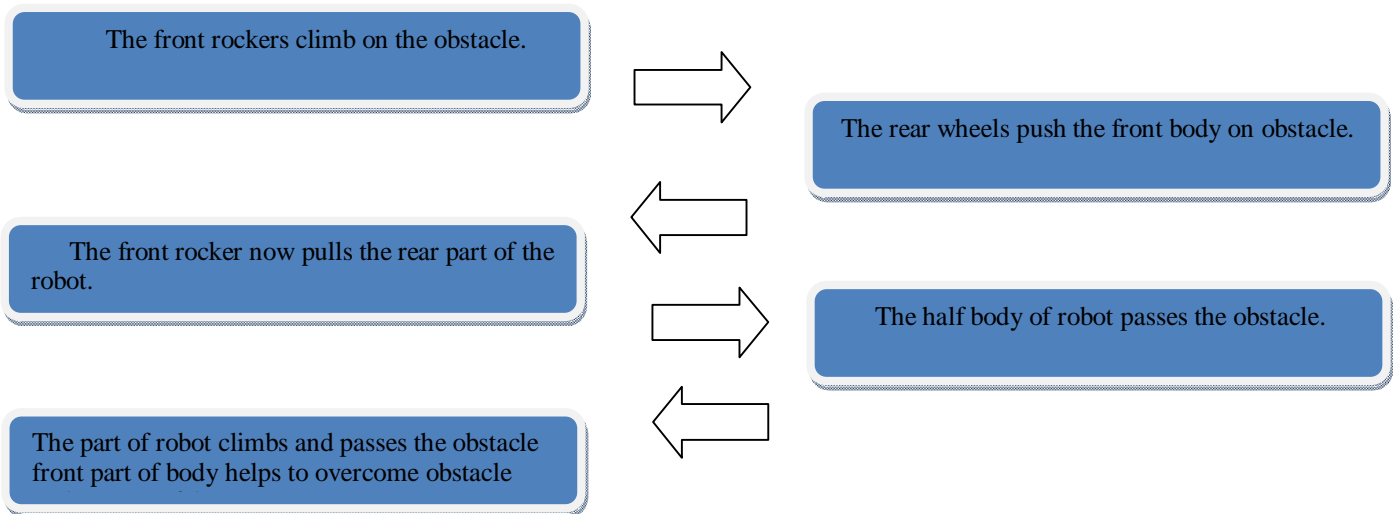 The front rockers climb on the obstacle.
The rear wheels push the front body on obstacle.
The front rocker now pulls the rear part of the
robot.
The half body of robot passes the obstacle.
The part of robot climbs and passes the obstacle
front part of body helps to overcome obstacle